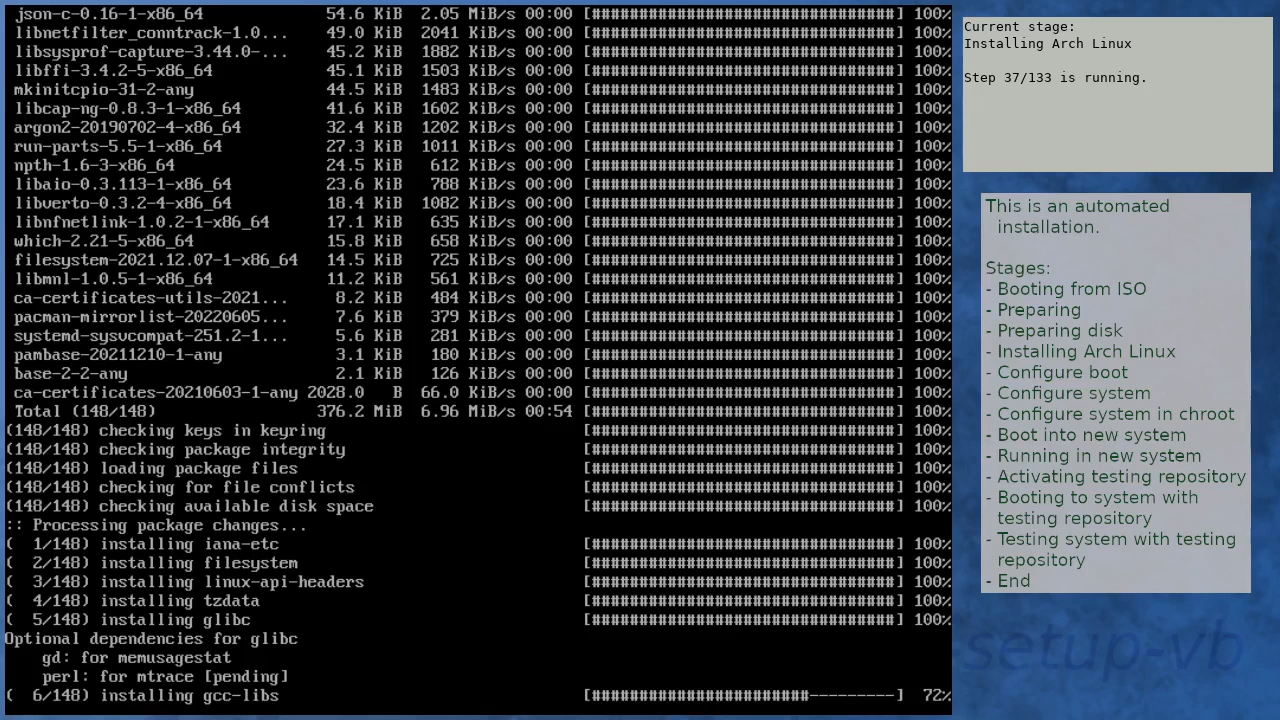 json-c-0.16-1-x86_64 54.6 KiB 2.05 MiB/s 00:00 [################################] 100%
libnetfilter_conntrack-1.0... 49.0 KiB 2041 KiB/s 00:00 [################################] 100%
libsysprof-capture-3.44.0-... 45.2 KiB 1882 KiB/s 00:00 [################################] 100%
libffi-3.4.2-5-x86_64 45.1 KiB 1503 KiB/s 00:00 [################################] 100%
mkinitcpio-31-2-any 44.5 KiB 1483 KiB/s 00:00 [################################] 100%
libcap-ng-0.8.3-1-x86_64 41.6 KiB 1602 KiB/s 00:00 [################################] 100%
argon2-20190702-4-x86_64 32.4 KiB 1202 KiB/s 00:00 [################################] 100%
run-parts-5.5-1-x86_64 27.3 KiB 1011 KiB/s 00:00 [################################] 100%
npth-1.6-3-x86_64 24.5 KiB 612 KiB/s 00:00 [################################] 100%
libaio-0.3.113-1-x86_64 23.6 KiB 788 KiB/s 00:00 [################################] 100%
libverto-0.3.2-4-x86_64 18.4 KiB 1082 KiB/s 00:00 [################################] 100%
libnfnetlink-1.0.2-1-x86_64 17.1 KiB 635 KiB/s 00:00 [################################] 100%
which-2.21-5-x86_64 15.8 KiB 658 KiB/s 00:00 [################################] 100%
filesystem-2021.12.07-1-x86_64 14.5 KiB 725 KiB/s 00:00 [################################] 100%
libmnl-1.0.5-1-x86_64 11.2 KiB 561 KiB/s 00:00 [################################] 100%
ca-certificates-utils-2021... 8.2 KiB 484 KiB/s 00:00 [################################] 100%
pacman-mirrorlist-20220605... 7.6 KiB 379 KiB/s 00:00 [################################] 100%
systemd-sysvcompat-251.2-1... 5.6 KiB 281 KiB/s 00:00 [################################] 100%
pambase-20211210-1-any 3.1 KiB 180 KiB/s 00:00 [################################] 100%
base-2-2-any 2.1 KiB 126 KiB/s 00:00 [################################] 100%
ca-certificates-20210603-1-any 2028.0 B 66.0 KiB/s 00:00 [################################] 100%
Total (148/148) 376.2 MiB 6.96 MiB/s 00:54 [################################] 100%
(148/148) checking keys in keyring [################################] 100%
(148/148) checking package integrity [################################] 100%
(148/148) loading package files [################################] 100%
(148/148) checking for file conflicts [################################] 100%
(148/148) checking available disk space [################################] 100%
:: Processing package changes...
( 1/148) installing iana-etc [################################] 100%
( 2/148) installing filesystem [################################] 100%
( 3/148) installing linux-api-headers [################################] 100%
( 4/148) installing tzdata [################################] 100%
( 5/148) installing glibc [################################] 100%
Optional dependencies for glibc
gd: for memusagestat
perl: for mtrace [pending]
( 6/148) installing gcc-libs [#######################---------] 72%
Current stage:
Installing Arch Linux
Step 37/133 is running.
This is an automated
installation.
Stages:
- Booting from ISO
- Preparing
- Preparing disk
- Installing Arch Linux
- Configure boot
- Configure system
- Configure system in chroot
- Boot into new system
- Running in new system
- Activating testing repository
- Booting to system with
testing repository
- Testing system with testing
repository
- End
setup-vb